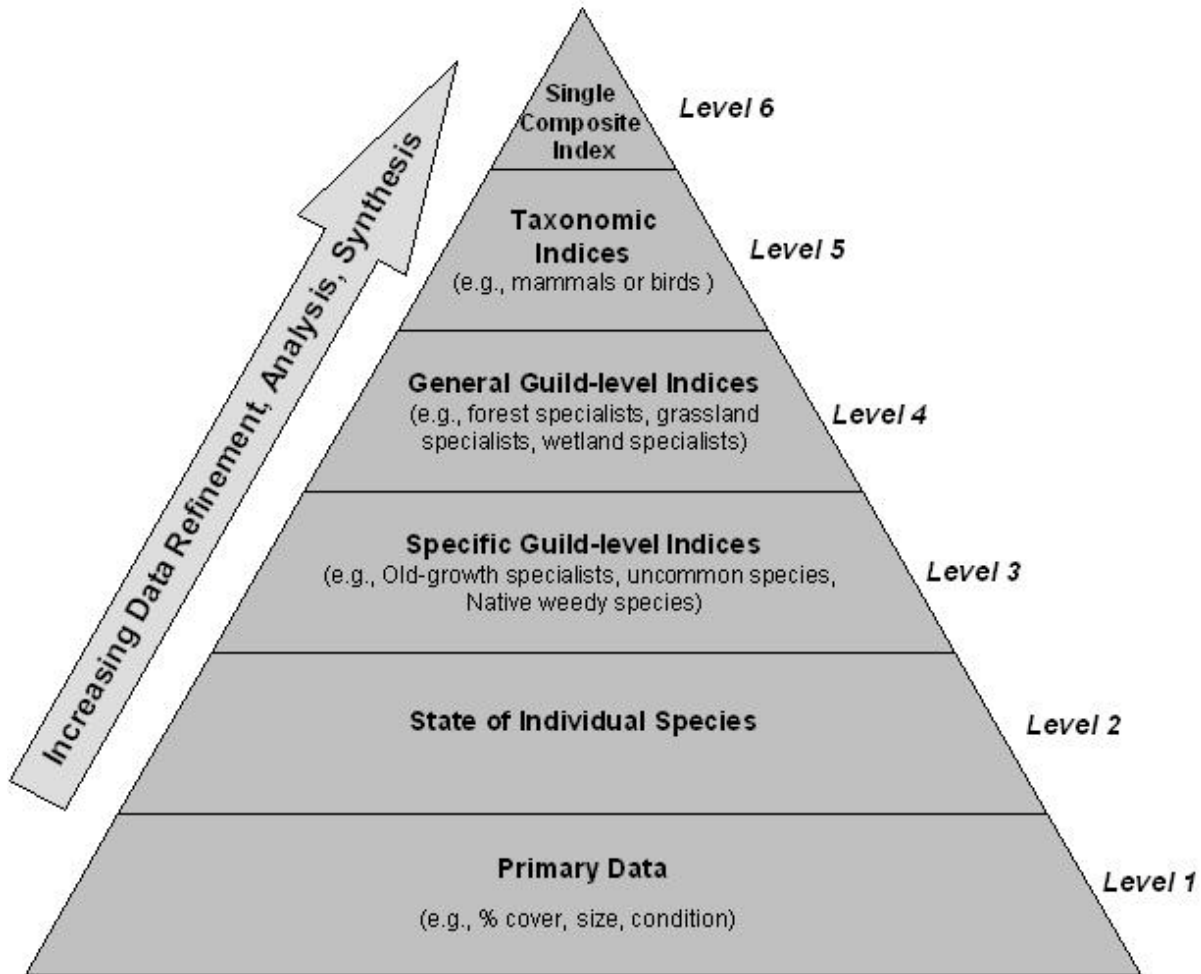 Single
Composite
Index
Level 6
Taxonomic
Indices
(e.g., mammals or birds )
Level 5
General Guild-level Indices
(e.g., forest specialists, grassland
specialists, wetland specialists)
Level 4
Specific Guild-level Indices
(e.g., Old-growth specialists, uncommon species,
Native weedy species)
Level 3
State of Individual Species
Level 2
Primary Data
(e.g., % cover, size, condition)
Level 1
Increasing Data Refinement, Analysis, Synthesis